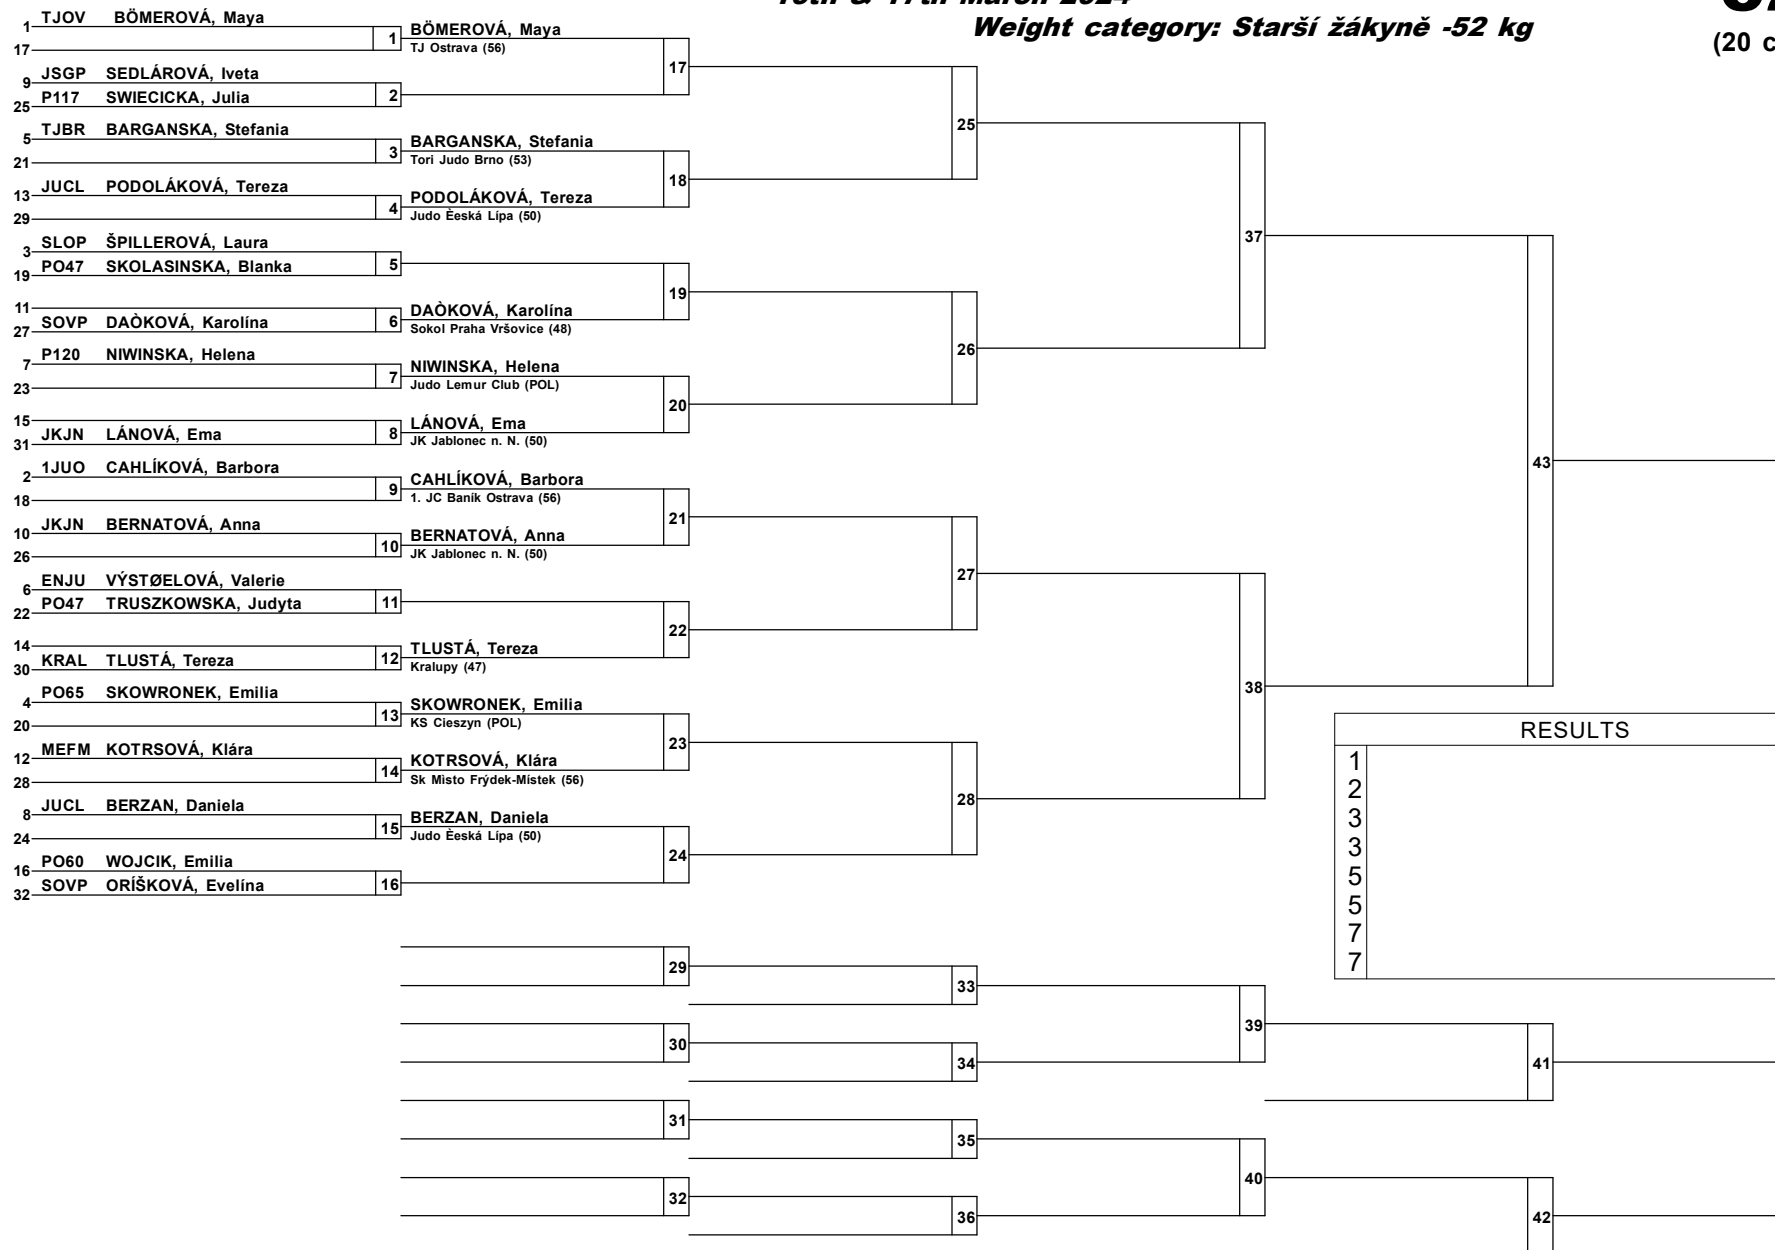 Weight category: Starší žákyně -52 kg
(20 c
1 TJOV BÖMEROVÁ, Maya
17
1 BÖMEROVÁ, Maya
TJ Ostrava (56)
17
9 JSGP SEDLÁROVÁ, Iveta
25 P117 SWIECICKA, Julia
2
25
5 TJBR BARGANSKA, Stefania
21
3 BARGANSKA, Stefania
Tori Judo Brno (53)
18
13 JUCL PODOLÁKOVÁ, Tereza
29
4 PODOLÁKOVÁ, Tereza
Judo Èeská Lípa (50)
37
3 SLOP ŠPILLEROVÁ, Laura
19 PO47 SKOLASINSKA, Blanka
5
19
11
27 SOVP DAÒKOVÁ, Karolína
6 DAÒKOVÁ, Karolína
Sokol Praha Vršovice (48)
26
7 P120 NIWINSKA, Helena
23
7 NIWINSKA, Helena
Judo Lemur Club (POL)
20
15
31 JKJN LÁNOVÁ, Ema
8 LÁNOVÁ, Ema
JK Jablonec n. N. (50)
43
2 1JUO CAHLÍKOVÁ, Barbora
18
9 CAHLÍKOVÁ, Barbora
1. JC Baník Ostrava (56)
21
10 JKJN BERNATOVÁ, Anna
26
10 BERNATOVÁ, Anna
JK Jablonec n. N. (50)
27
6 ENJU VÝSTØELOVÁ, Valerie
22 PO47 TRUSZKOWSKA, Judyta
11
22
14
30 KRAL TLUSTÁ, Tereza
12 TLUSTÁ, Tereza
Kralupy (47)
38
4 PO65 SKOWRONEK, Emilia
20
13 SKOWRONEK, Emilia
KS Cieszyn (POL)
23
12 MEFM KOTRSOVÁ, Klára
28
14 KOTRSOVÁ, Klára
Sk Mìsto Frýdek-Místek (56)
28
8 JUCL BERZAN, Daniela
24
15 BERZAN, Daniela
Judo Èeská Lípa (50)
24
16 PO60 WOJCIK, Emilia
32 SOVP ORÍŠKOVÁ, Evelína
16
RESULTS
1
2
3
3
5
5
7
7
29
33
30
39
34
41
31
35
32
40
36
42